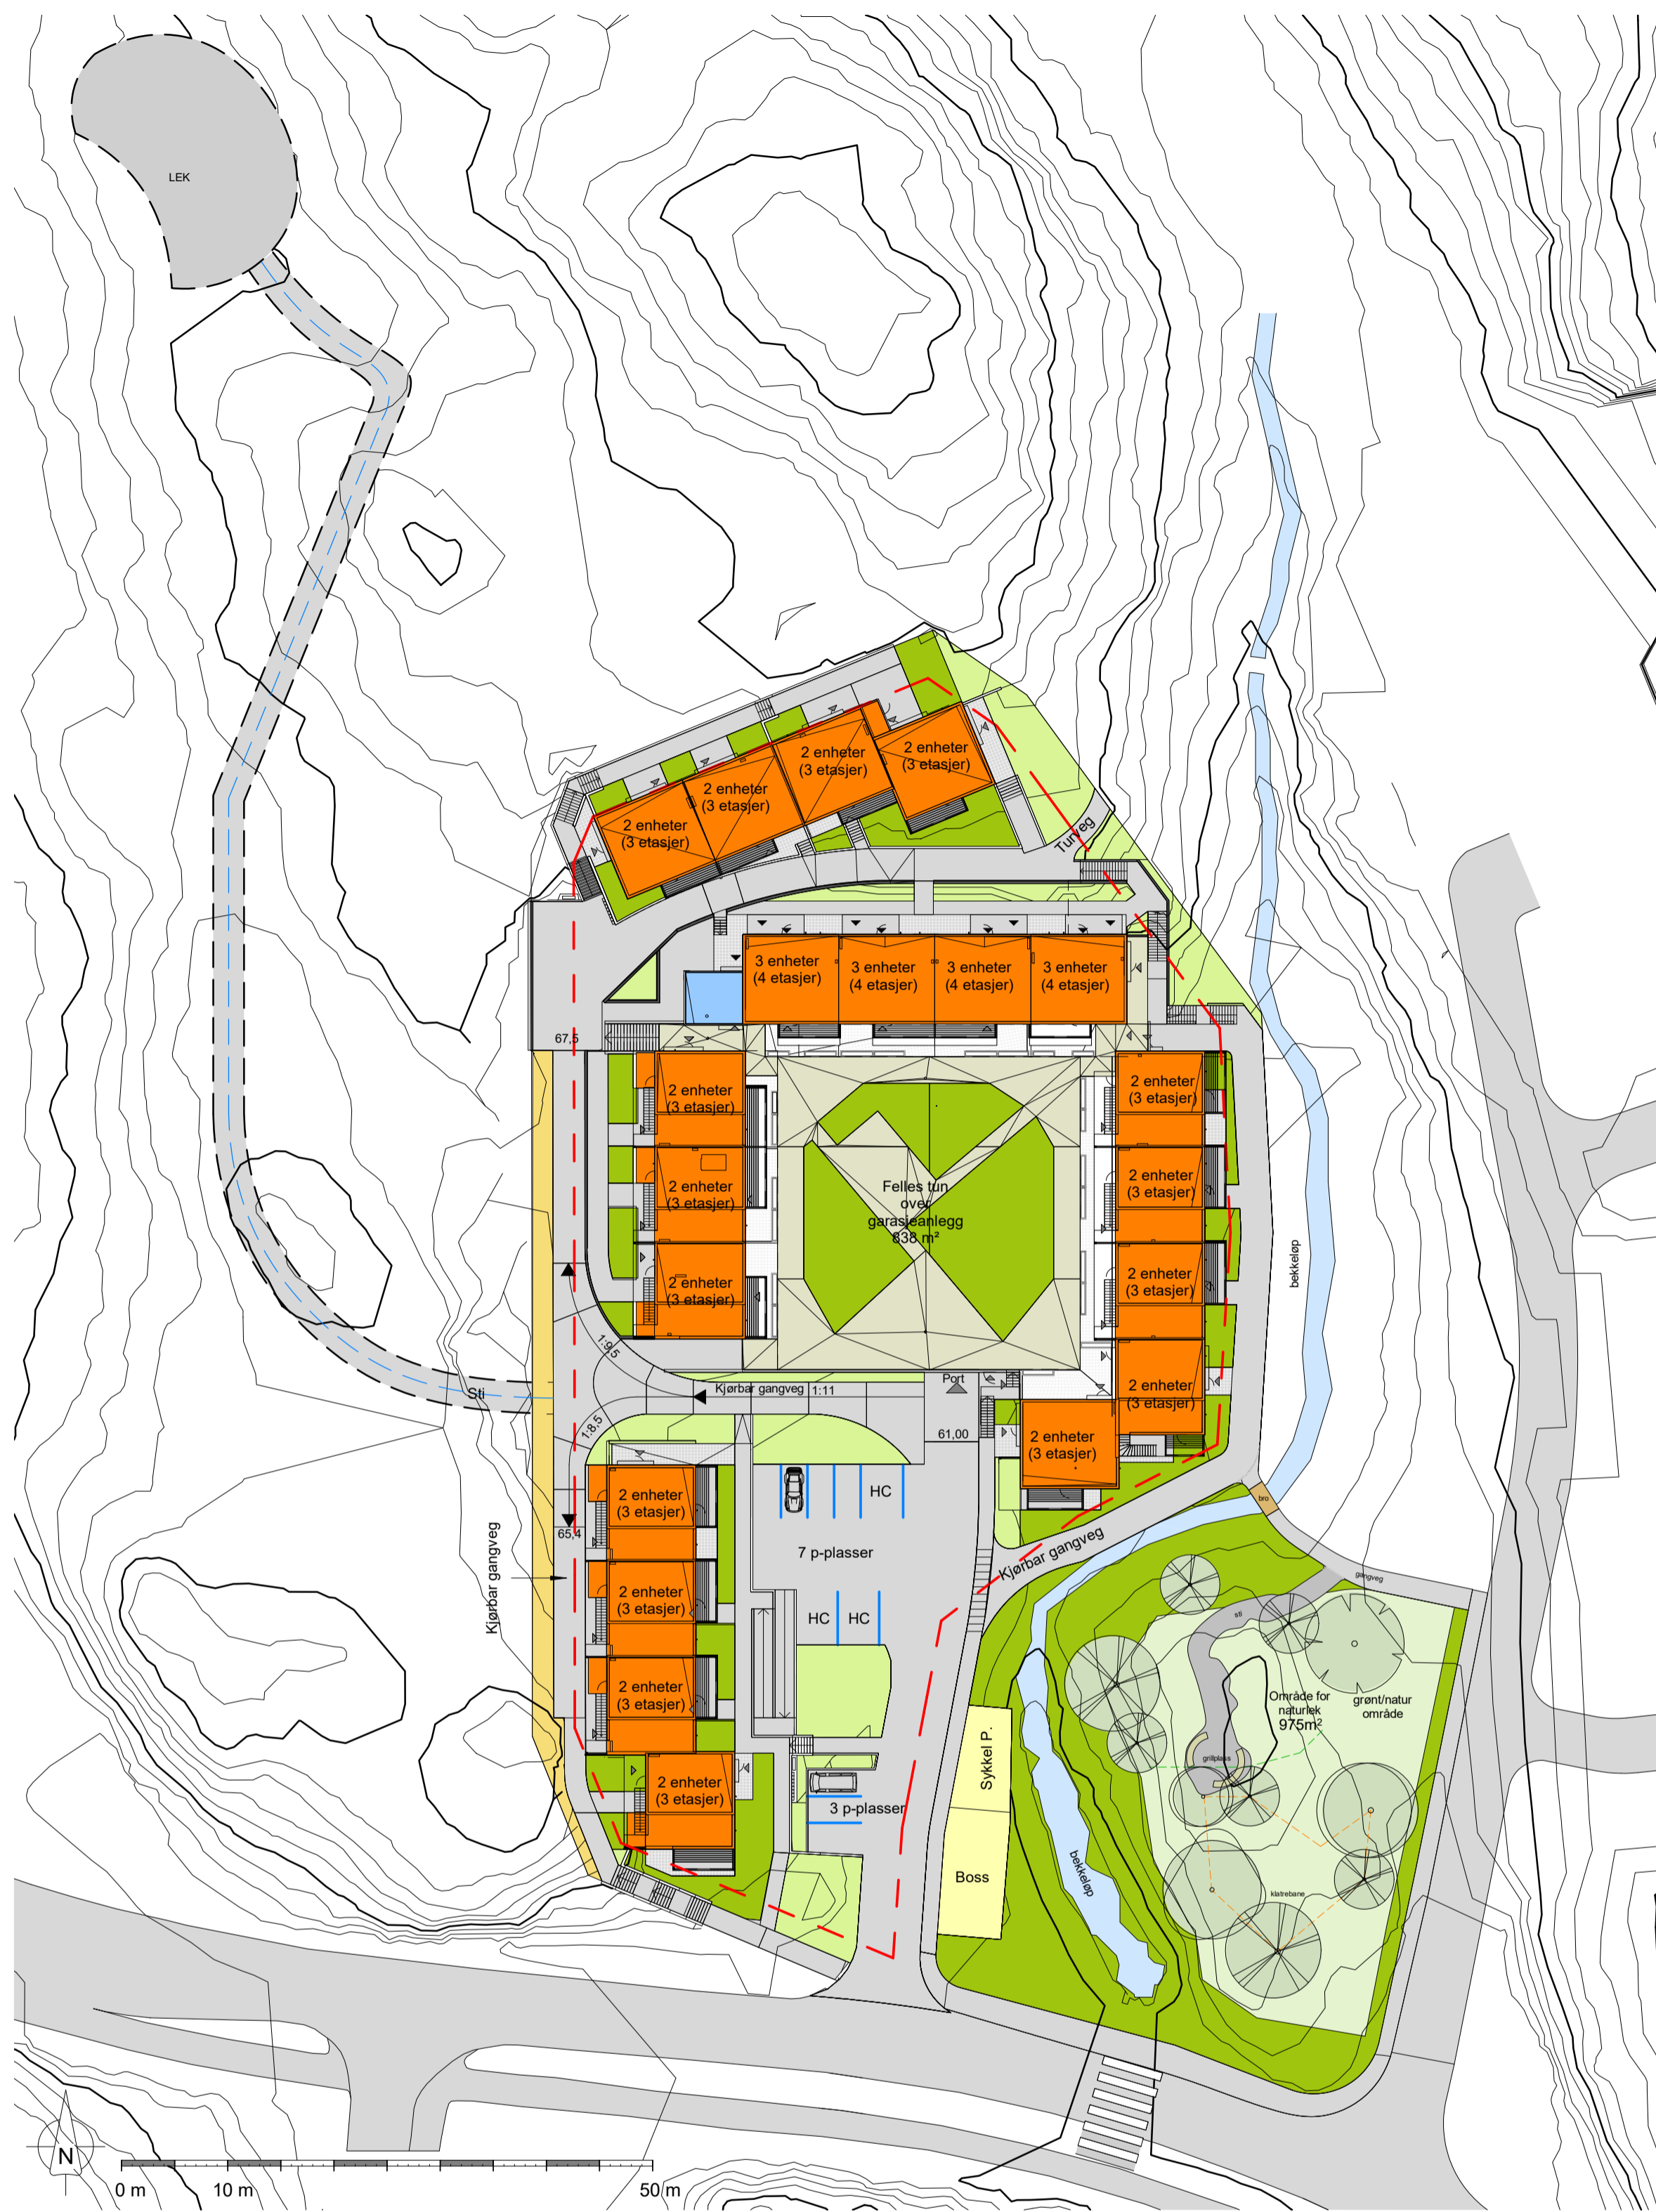 LEK
2 enheter
(3 etasjer)
2 enheter
(3 etasjer)
2 enheter
(3 etasjer)
2 enheter
(3 etasjer)
Turveg
3 enheter
(4 etasjer)
3 enheter
(4 etasjer)
3 enheter
(4 etasjer)
3 enheter
(4 etasjer)
67,5
2 enheter
(3 etasjer)
2 enheter
(3 etasjer)
2 enheter
(3 etasjer)
2 enheter
(3 etasjer)
2 enheter
(3 etasjer)
2 enheter
(3 etasjer)
2 enheter
(3 etasjer)
2 enheter
(3 etasjer)
Felles tun
over
garasjeanlegg
838 m²
bekkeløp
1:9,5
Sti
Kjørbar gangveg
1:11
Port
61,00
1:8,5
65,4
Kjørbar gangveg
2 enheter
(3 etasjer)
2 enheter
(3 etasjer)
2 enheter
(3 etasjer)
2 enheter
(3 etasjer)
HC
7 p-plasser
HC
HC
3 p-plasser
Kjørbar gangveg
bro
gangveg
sti
Område for
naturlek
975m²
grønt/natur
område
grillplass
klatrebane
Sykkel P.
Boss
bekkeløp
N
0 m
10 m
50 m